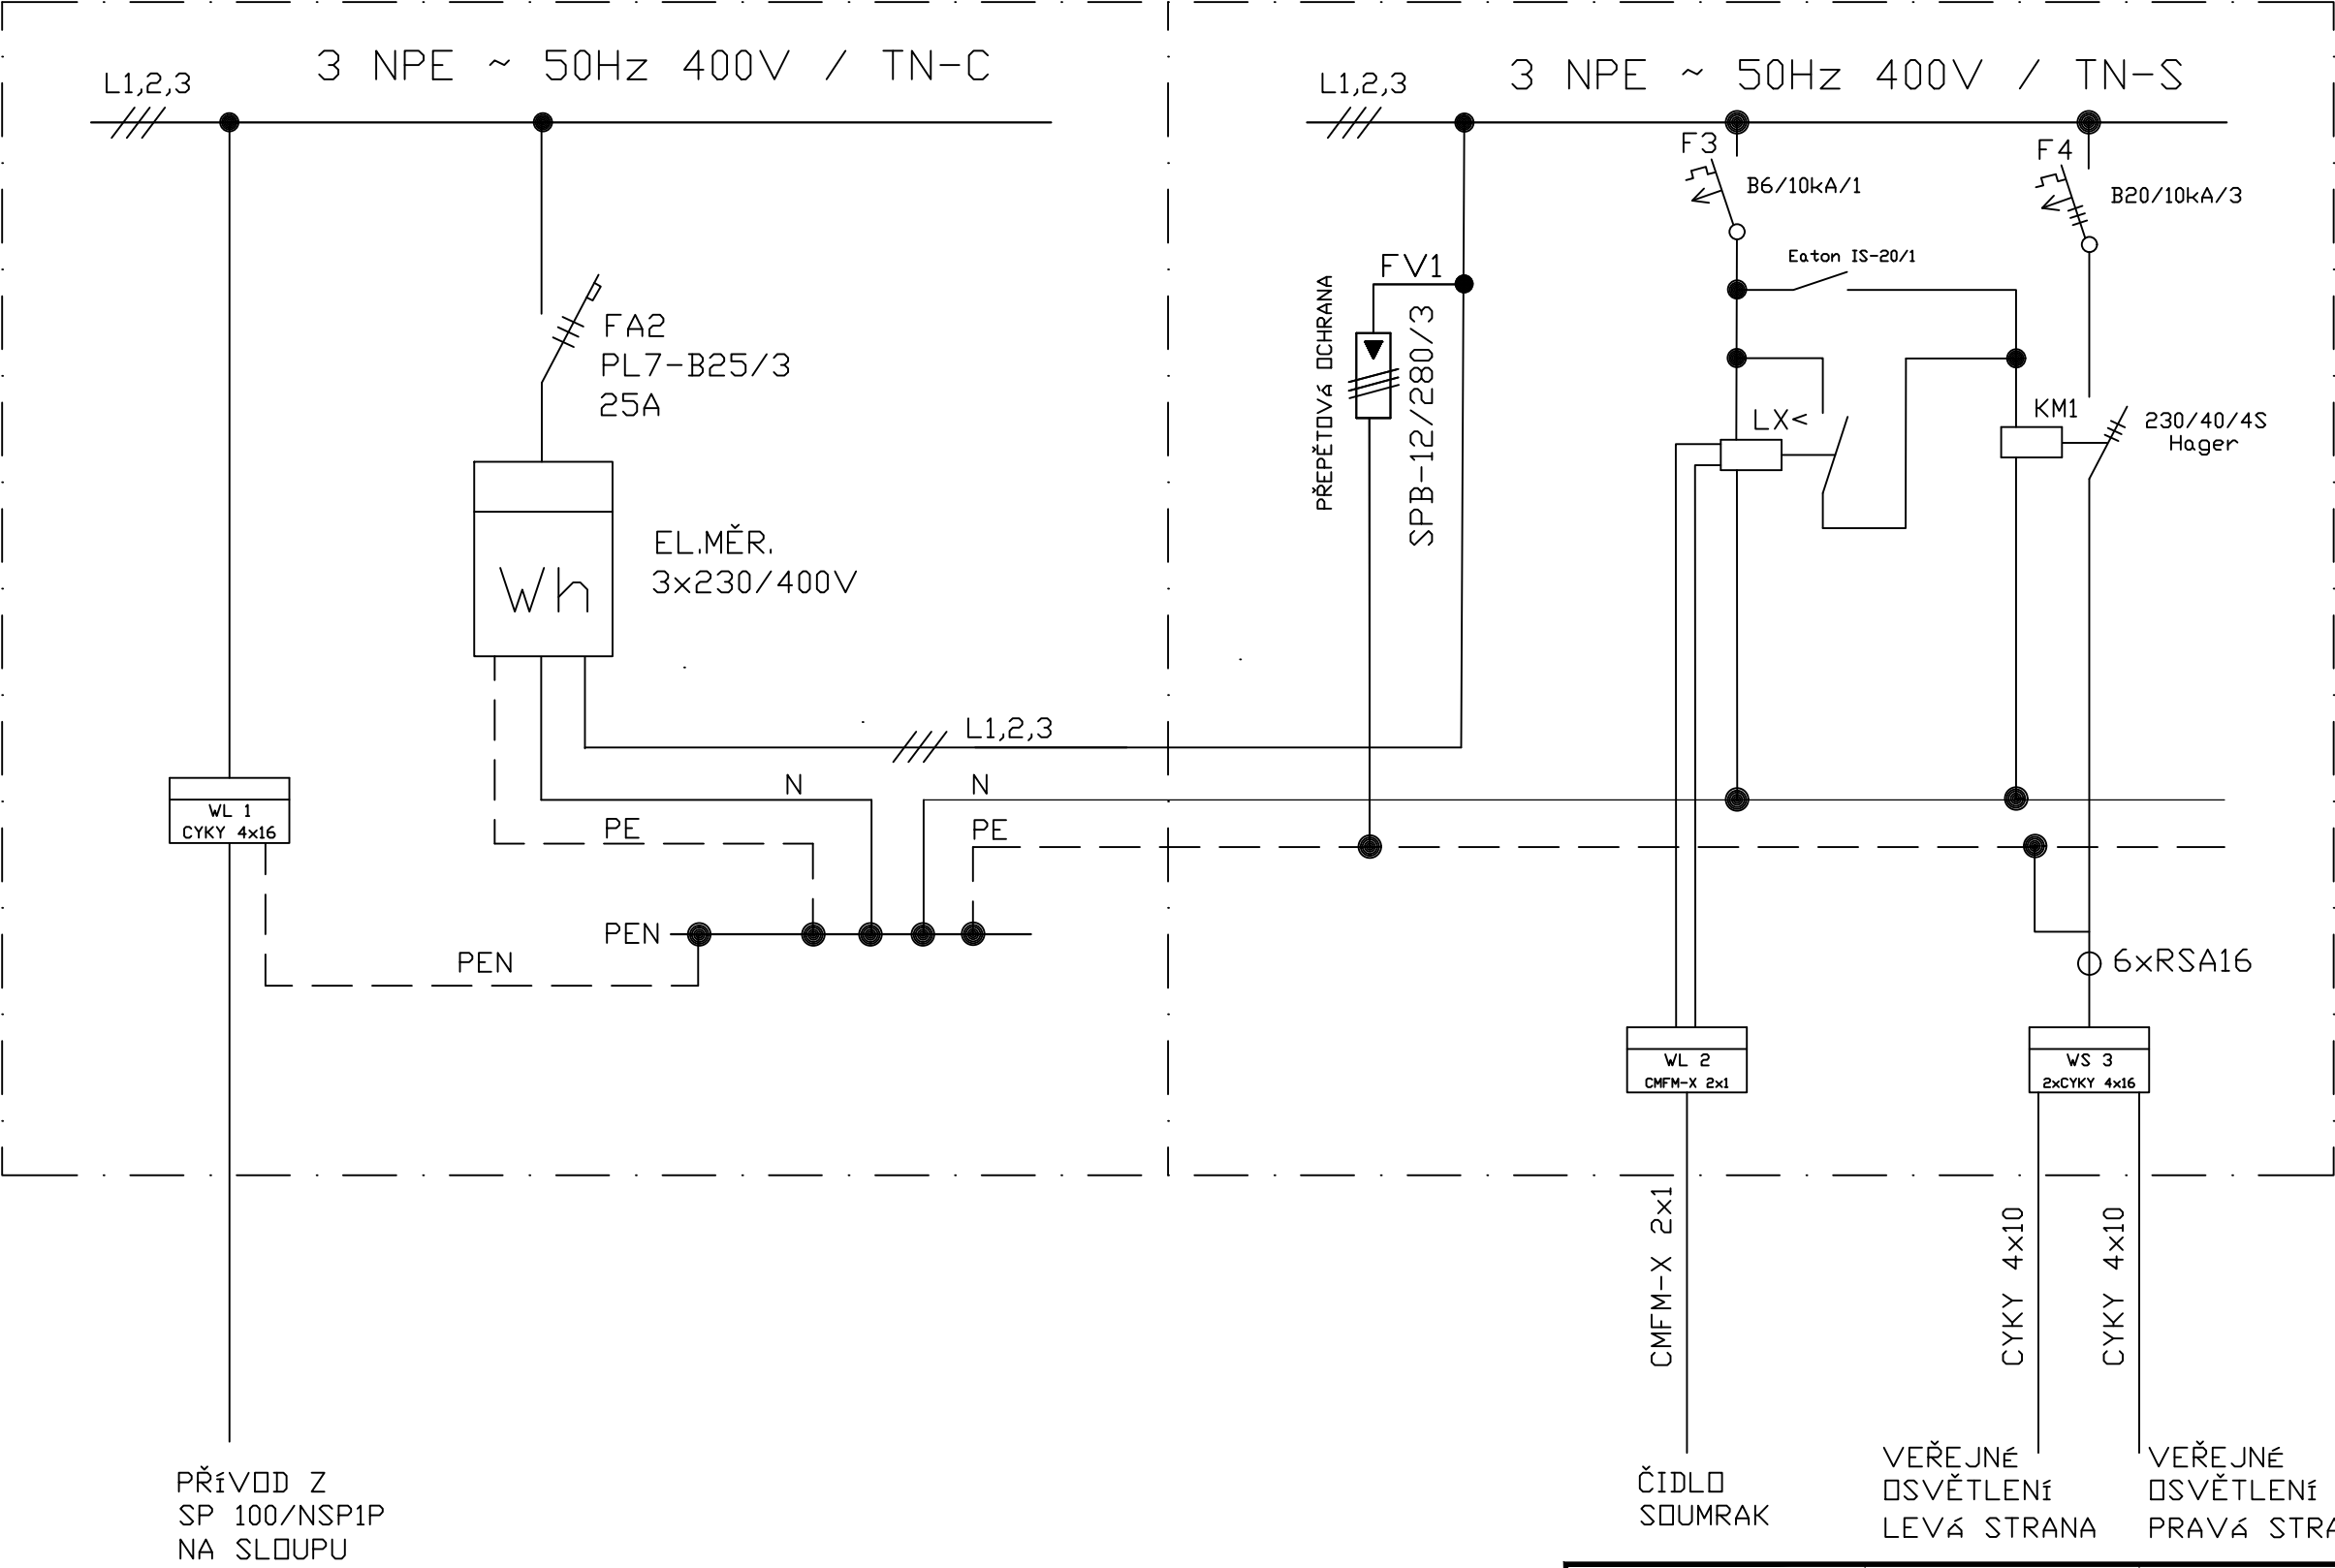 3 NPE ~ 50Hz 400V / TN-C
L1,2,3
FA2
PL7-B25/3
25A
EL.MĚR.
3x230/400V
Wh
L1,2,3
N
N
PE
PE
PEN
PEN
WL 1
CYKY 4x16
PŘíVOD Z
SP 100/NSP1P
NA SLOUPU
3 NPE ~ 50Hz 400V / TN-S
L1,2,3
F3
B6/10kA/1
F4
B20/10kA/3
Eaton IS-20/1
FV1
PŘEPĚTOVÁ OCHRANA
SPB-12/280/3
LX<
KM1
230/40/4S
Hager
6xRSA16
WL 2
CMFM-X 2x1
WS 3
2xCYKY 4x16
CMFM-X 2x1
CYKY 4x10
CYKY 4x10
ČIDLO
SOUMRAK
VEŘEJNé
OSVĚTLENí
LEVá STRANA
VEŘEJNé
OSVĚTLENí
PRAVá STRA